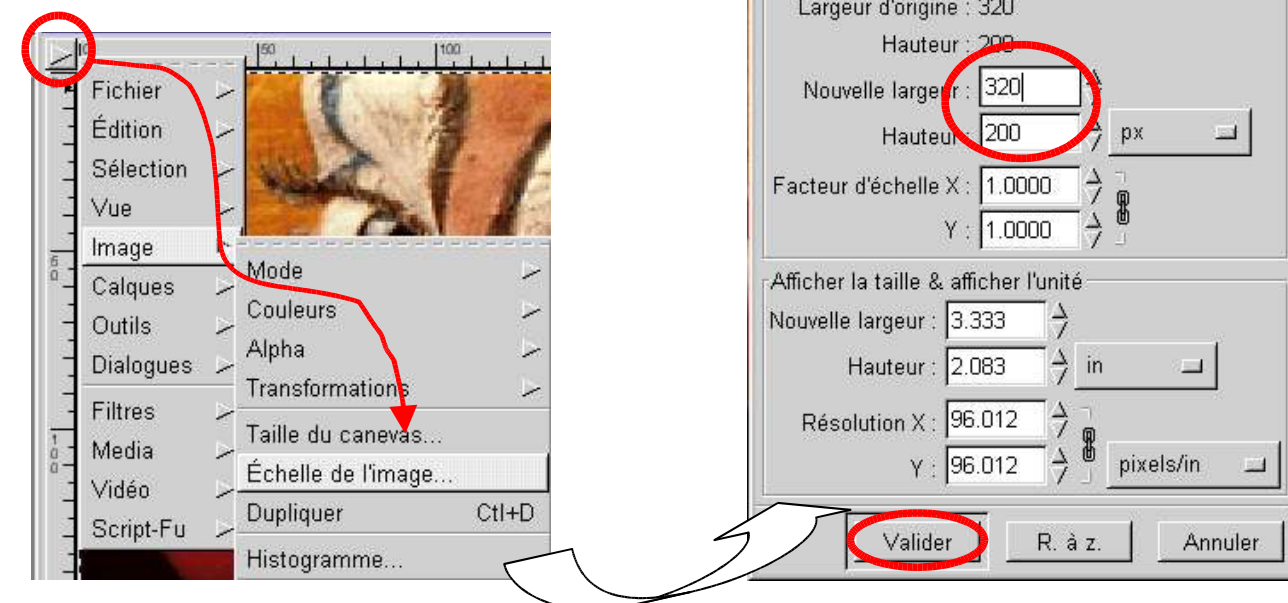 0 50 100
Fichier
Édition
Sélection
Vue
Image
Calques
Outils
Dialogues
Filtres
Media
Vidéo
Script-Fu
50
100
Mode
Couleurs
Alpha
Transformations
Taille du canevas...
Échelle de l'image...
Dupliquer Ctl+D
Histogramme...
Largeur d'origine : 320
Hauteur : 200
Nouvelle largeur : 320
Hauteur : 200 px
Facteur d'échelle X : 1.0000
Y : 1.0000
Afficher la taille & afficher l'unité
Nouvelle largeur : 3.333
Hauteur : 2.083 in
Résolution X : 96.012
Y : 96.012 pixels/in
Valider R. à z. Annuler